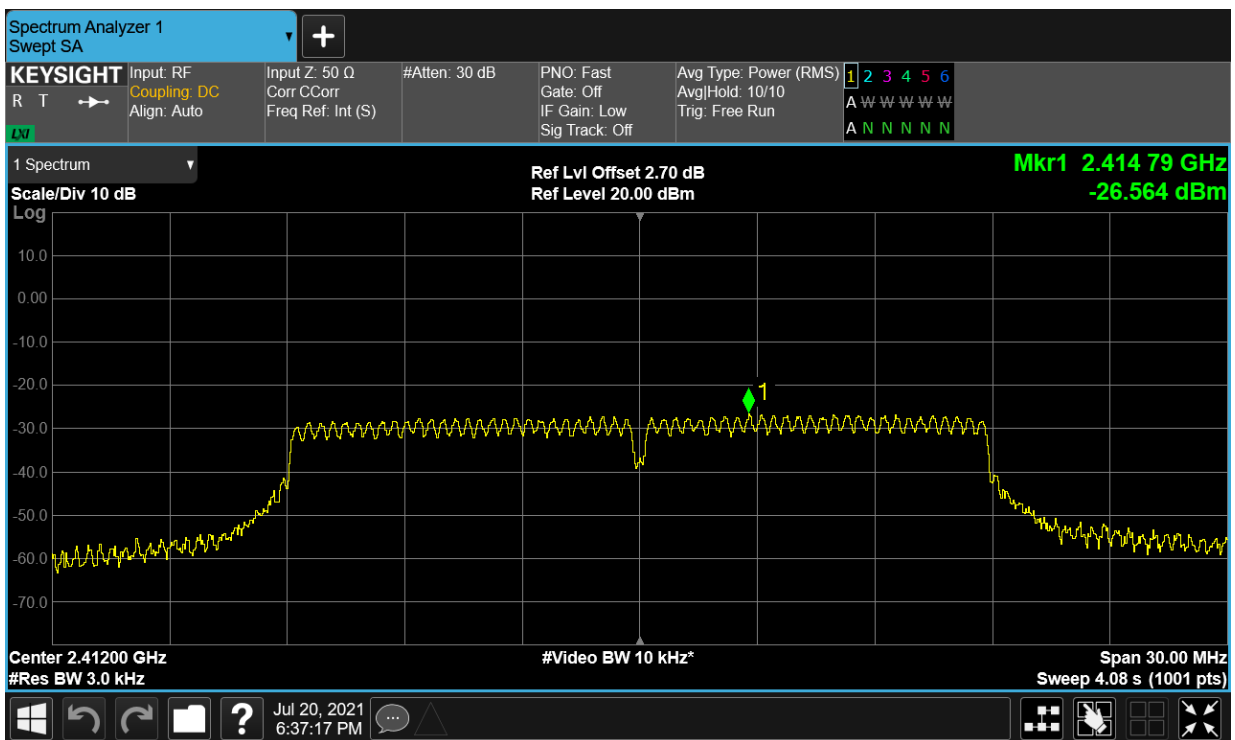 Spectrum Analyzer 1
Swept SA
KEYSIGHT
R T
LXI
Input: RF
Coupling: DC
Align: Auto
Input Z: 50 Ω
Corr CCorr
Freq Ref: Int (S)
#Atten: 30 dB
PNO: Fast
Gate: Off
IF Gain: Low
Sig Track: Off
Avg Type: Power (RMS)
Avg|Hold: 10/10
Trig: Free Run
1 2 3 4 5 6
A W W W W W
A N N N N N
1 Spectrum
Scale/Div 10 dB
Ref Lvl Offset 2.70 dB
Ref Level 20.00 dBm
Mkr1 2.414 79 GHz
-26.564 dBm
Log
10.0
0.00
-10.0
-20.0
-30.0
-40.0
-50.0
-60.0
-70.0
1
Center 2.41200 GHz
#Res BW 3.0 kHz
#Video BW 10 kHz*
Span 30.00 MHz
Sweep 4.08 s (1001 pts)
?
Jul 20, 2021
6:37:17 PM